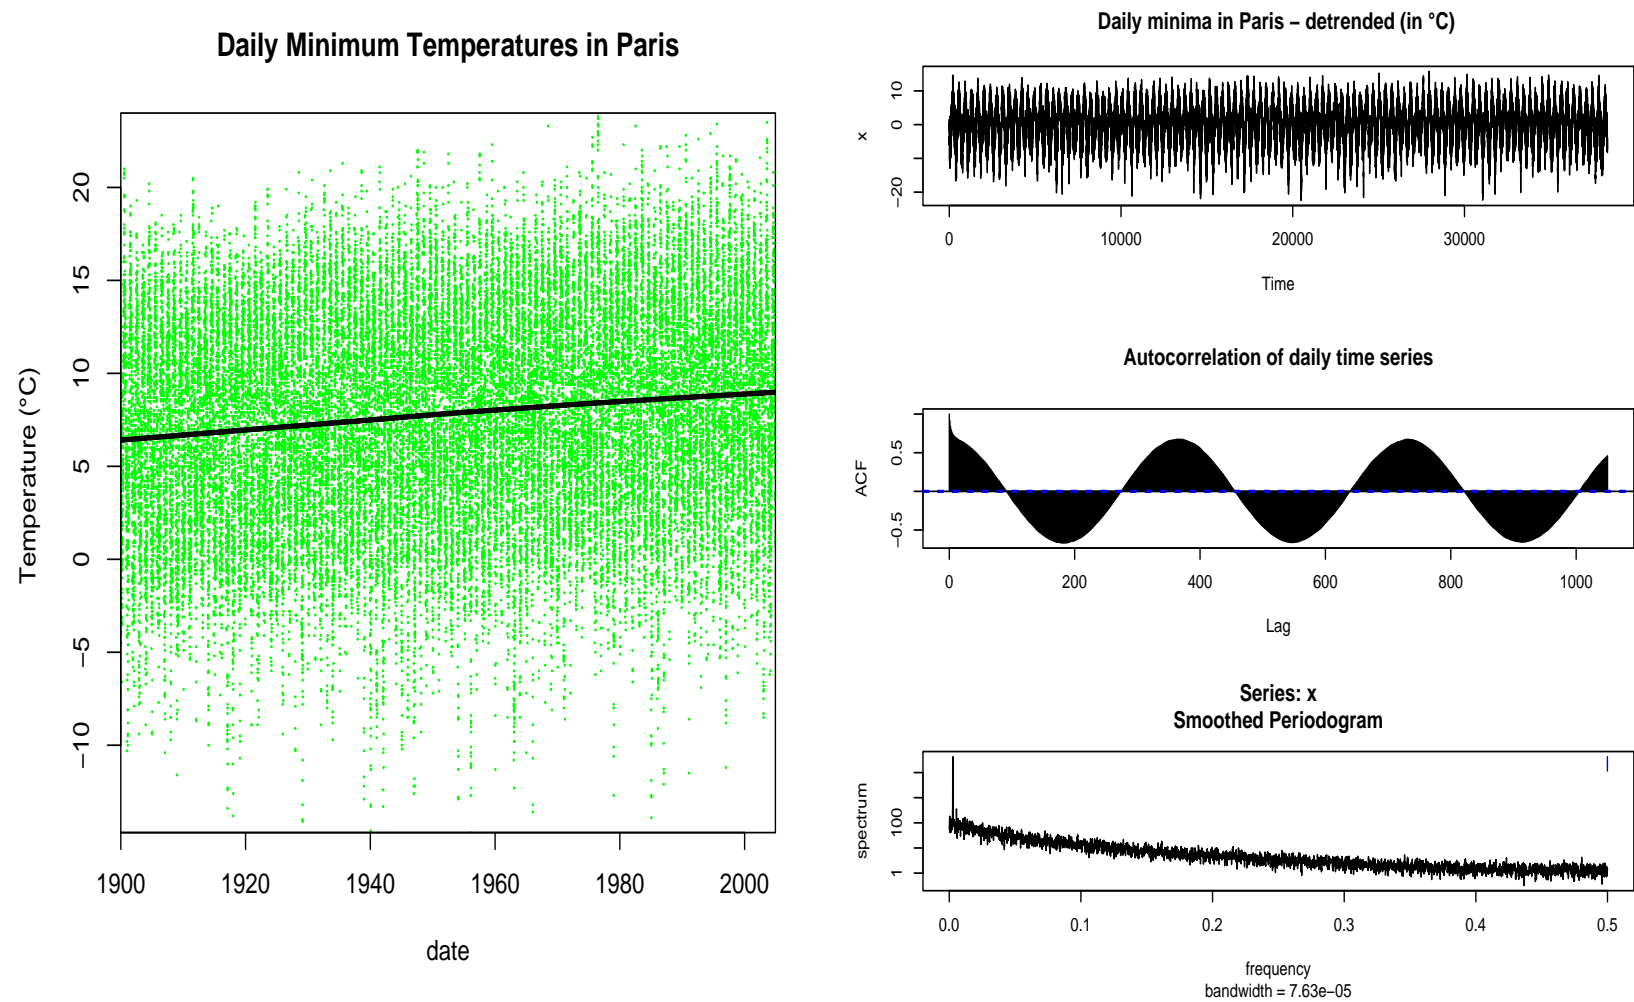 Daily Minimum Temperatures in Paris
Temperature (°C)
20
15
10
5
0
−5
−10
1900 1920 1940 1960 1980 2000
date
Daily minima in Paris − detrended (in °C)
x
10
0
−20
0 10000 20000 30000
Time
Autocorrelation of daily time series
ACF
0.5
−0.5
0 200 400 600 800 1000
Lag
Series: x
Smoothed Periodogram
spectrum
100
1
0.0 0.1 0.2 0.3 0.4 0.5
frequency
bandwidth = 7.63e−05